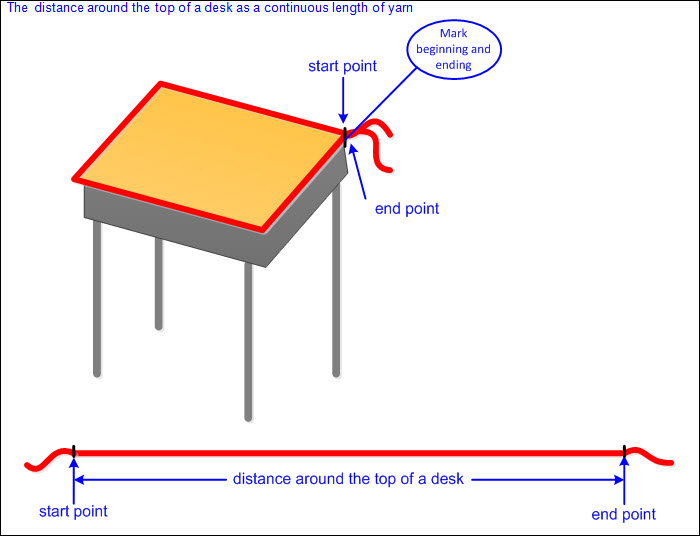 The distance around the top of a desk as a continuous length of yarn
Mark
beginning and
ending
start point
end point
distance around the top of a desk
start point
end point